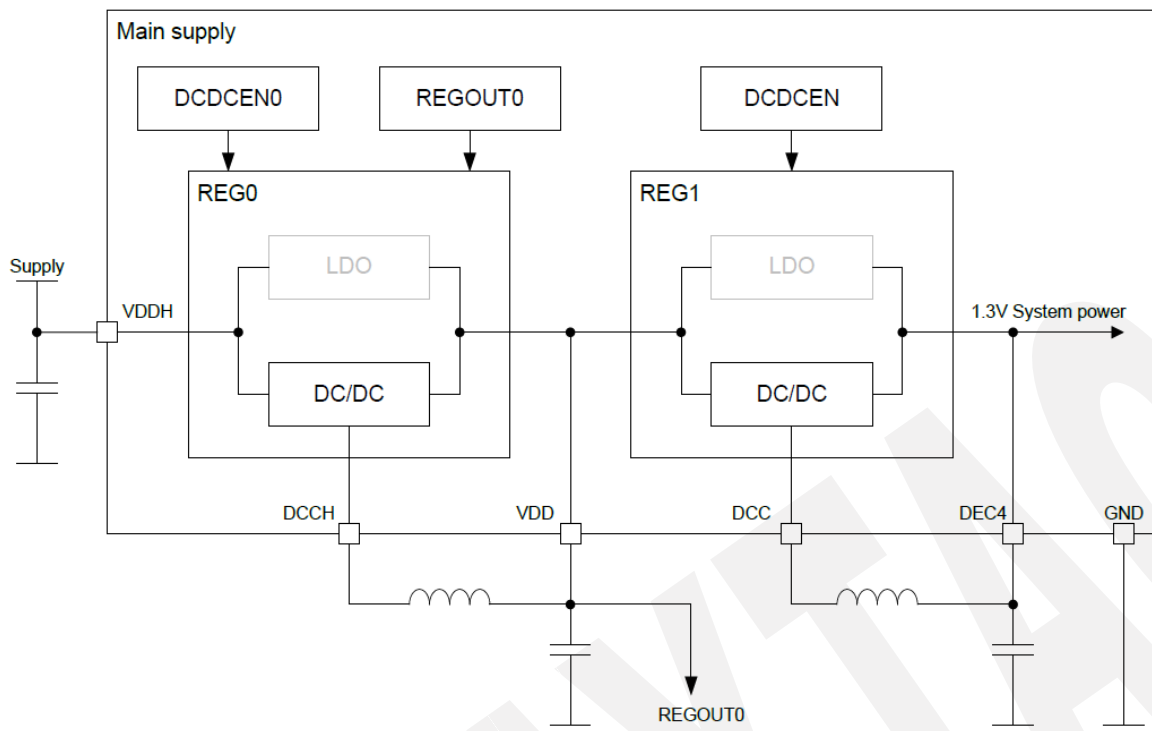 Main supply
DCDCEN0
REGOUT0
DCDCEN
REG0
REG1
LDO
LDO
Supply
VDDH
1.3V System power
DC/DC
DC/DC
DCCH
VDD
DCC
DEC4
GND
REGOUT0